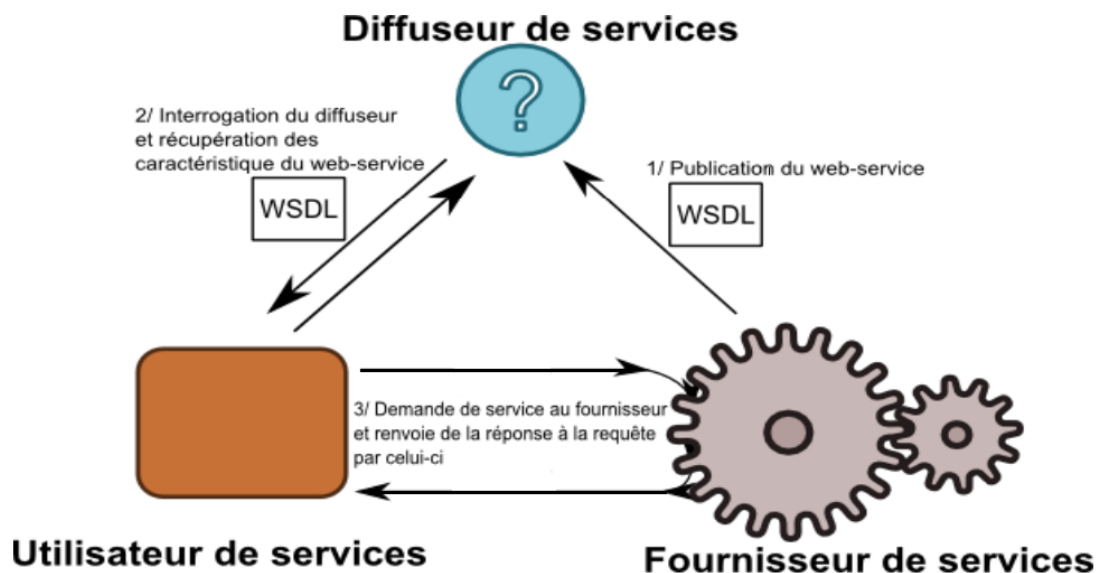 Diffuseur de services
?
2/ Interrogation du diffuseur
et récupération des
caractéristique du web-service
WSDL
1/ Publication du web-service
WSDL
3/ Demande de service au fournisseur
et renvoie de la réponse à la requête
par celui-ci
Utilisateur de services
Fournisseur de services